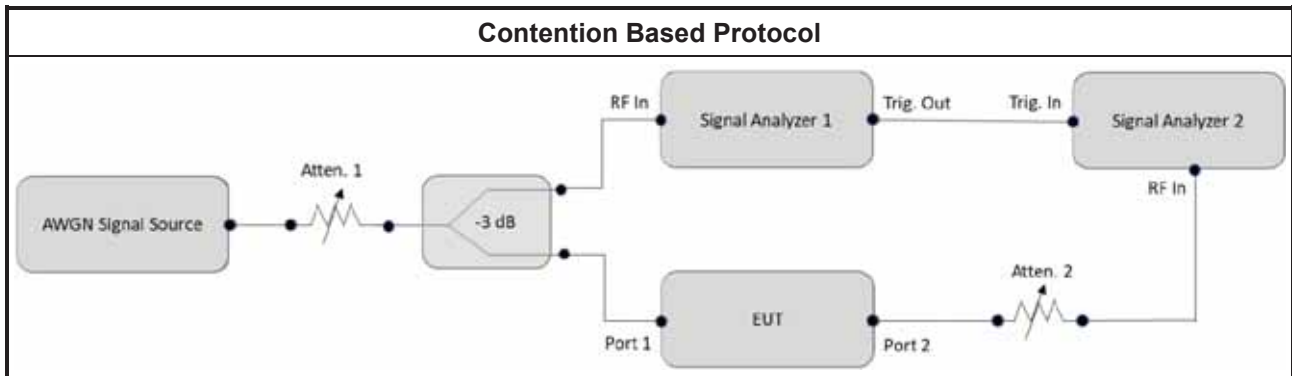 Contention Based Protocol
RF In
Signal Analyzer 1
Trig. Out
Trig. In
Signal Analyzer 2
Atten. 1
RF In
AWGN Signal Source
-3 dB
Atten. 2
EUT
Port 1
Port 2